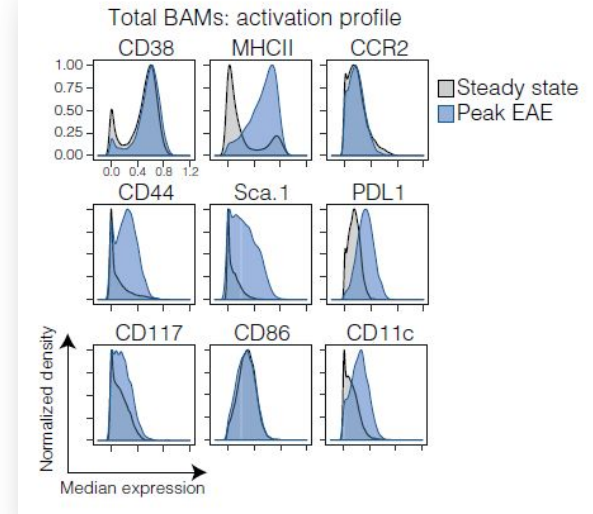 Total BAMs: activation profile
CD38 MHCII CCR2
1.00
0.75
0.50
0.25
0.00
0.0 0.4 0.8 1.2
Steady state
Peak EAE
CD44 Sca.1 PDL1
CD117 CD86 CD11c
Normalized density
Median expression